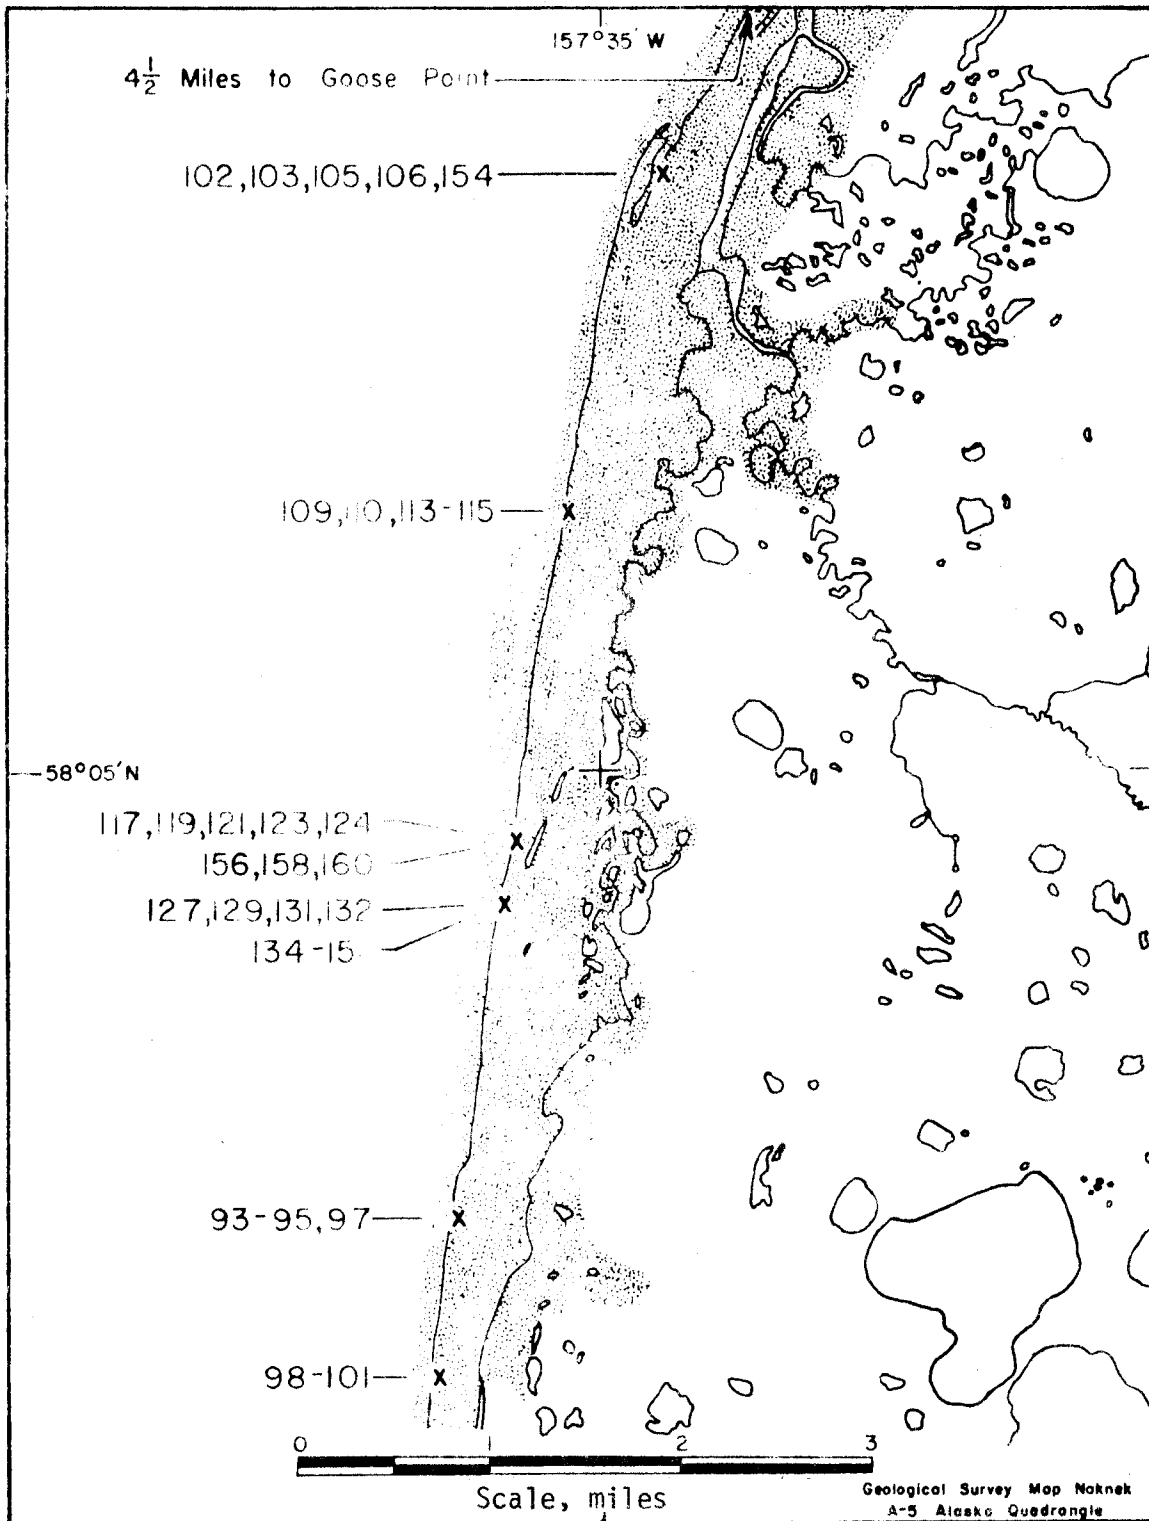 157°35' W
4½ Miles to Goose Point
102,103,105,106,154
109,110,113-115
58°05'N
117,119,121,123,124
156,158,160
127,129,131,132
134-15
93-95,97
98-101
0 1 2 3
Scale, miles
Geological Survey Map Naknek
A-5 Alaska Quadrangle